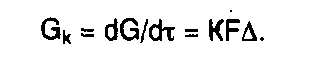 Gₖ = dG/dτ = KFΔ.